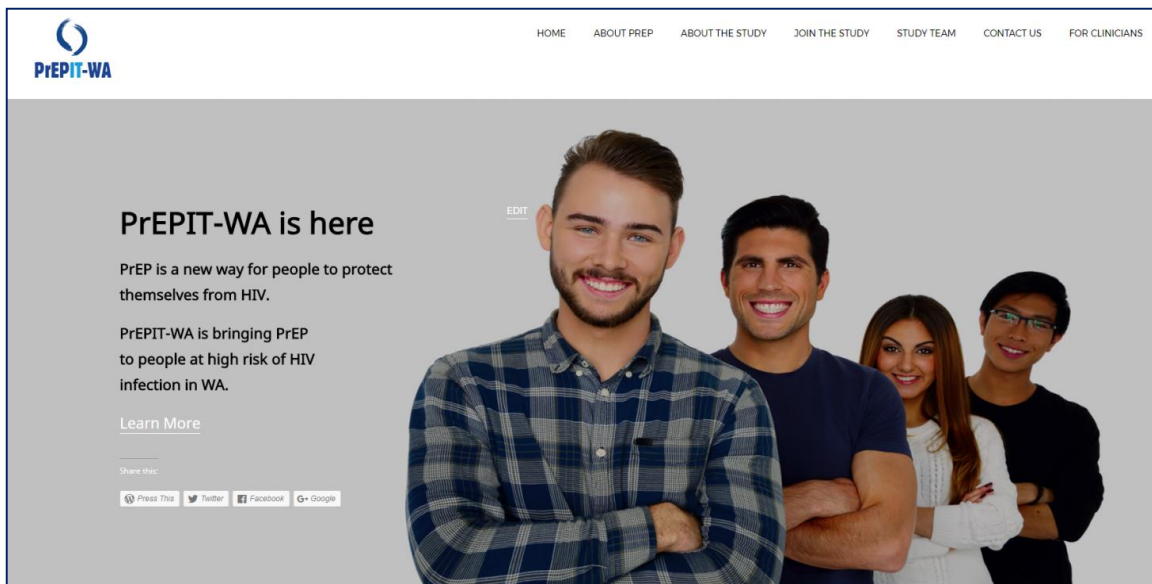 PrEPIT-WA
HOME ABOUT PREP ABOUT THE STUDY JOIN THE STUDY STUDY TEAM CONTACT US FOR CLINICIANS
EDIT
PrEPIT-WA is here
PrEP is a new way for people to protect
themselves from HIV.
PrEPIT-WA is bringing PrEP
to people at high risk of HIV
infection in WA.
Learn More
Share this:
Press This Twitter Facebook G+ Google